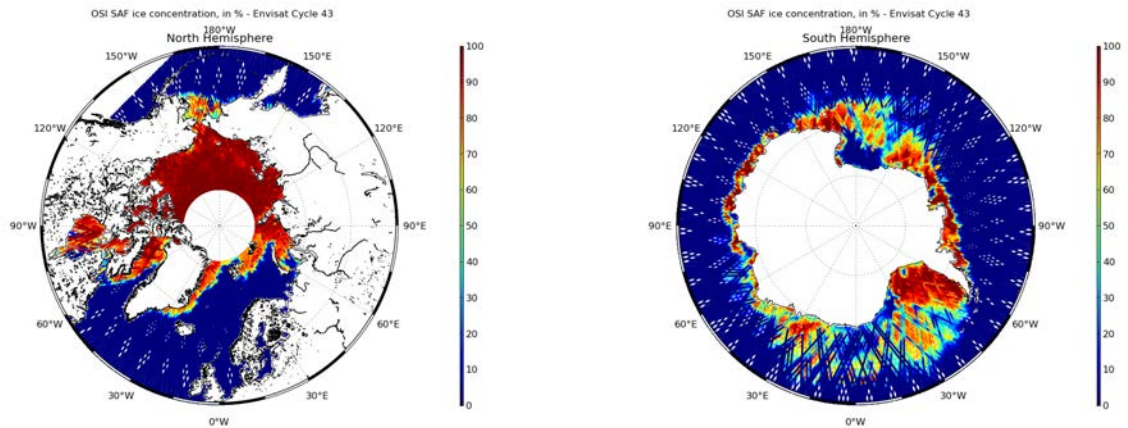 OSI SAF ice concentration, in % - Envisat Cycle 43
180°W
North Hemisphere
150°W
150°E
120°W
120°E
90°W
90°E
60°W
60°E
30°W
30°E
0°W
100
90
80
70
60
50
40
30
20
10
0
OSI SAF ice concentration, in % - Envisat Cycle 43
180°W
South Hemisphere
150°W
150°E
120°W
120°E
90°W
90°E
60°W
60°W
30°W
30°W
0°W
100
90
80
70
60
50
40
30
20
10
0